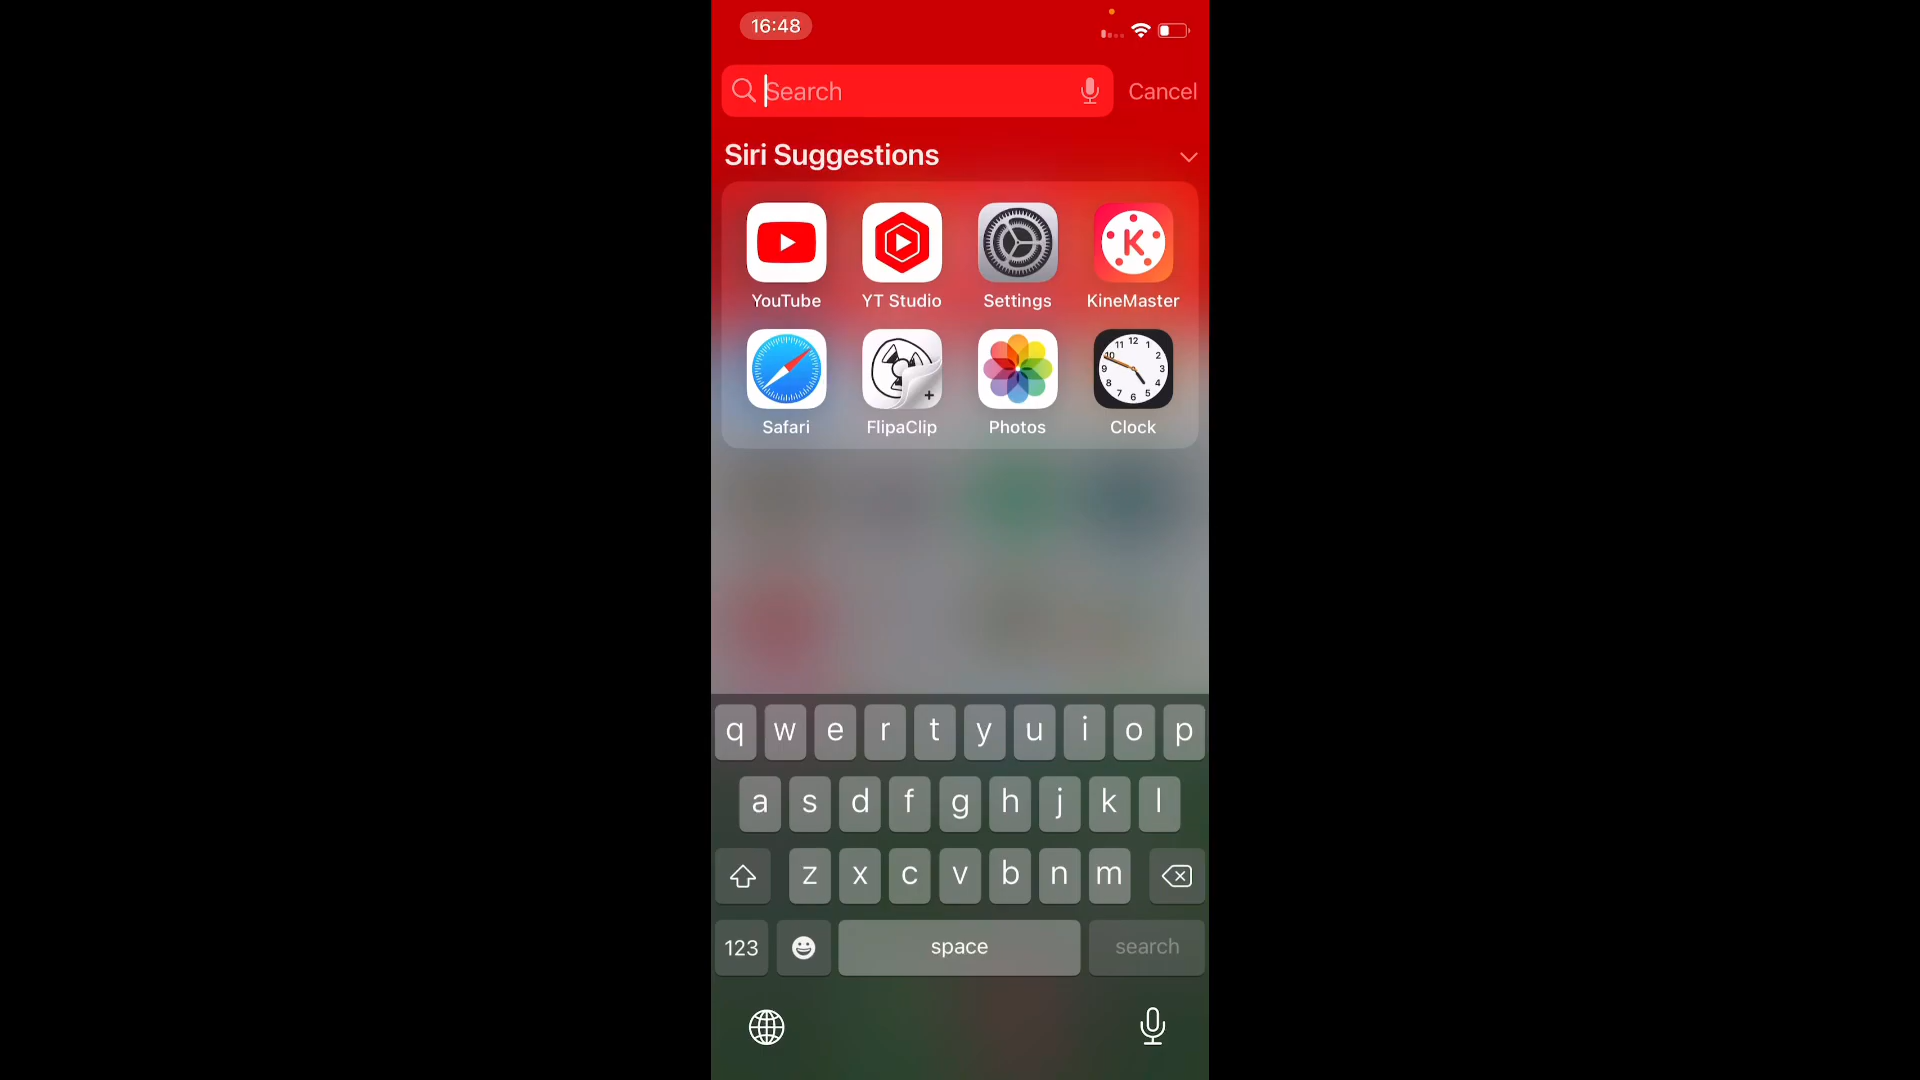 16:48
Search
Cancel
Siri Suggestions
YouTube
YT Studio
Settings
KineMaster
Safari
FlipaClip
Photos
Clock
q w e r t y u i o p
a s d f g h j k l
z x c v b n m
123
space
search